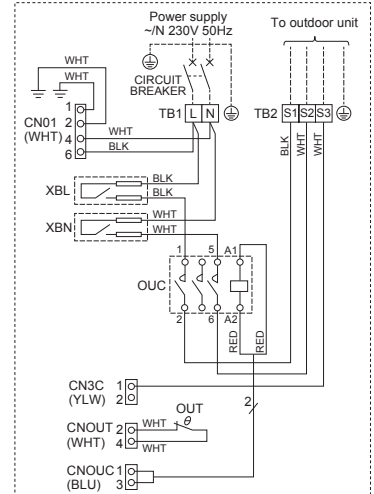 Power supply
~/N 230V 50Hz
To outdoor unit
WHT
WHT
CIRCUIT
BREAKER
TB1 L N
TB2 S1 S2 S3
CN01
(WHT)
1
2
4
6
WHT
BLK
BLK
WHT
WHT
XBL
BLK
BLK
XBN
WHT
WHT
1 5 A1
OUC
2 6 A2
RED
RED
CN3C
(YLW)
1
2
2
OUT
θ
CNOUT
(WHT)
2
4
WHT
WHT
CNOUC
(BLU)
1
3